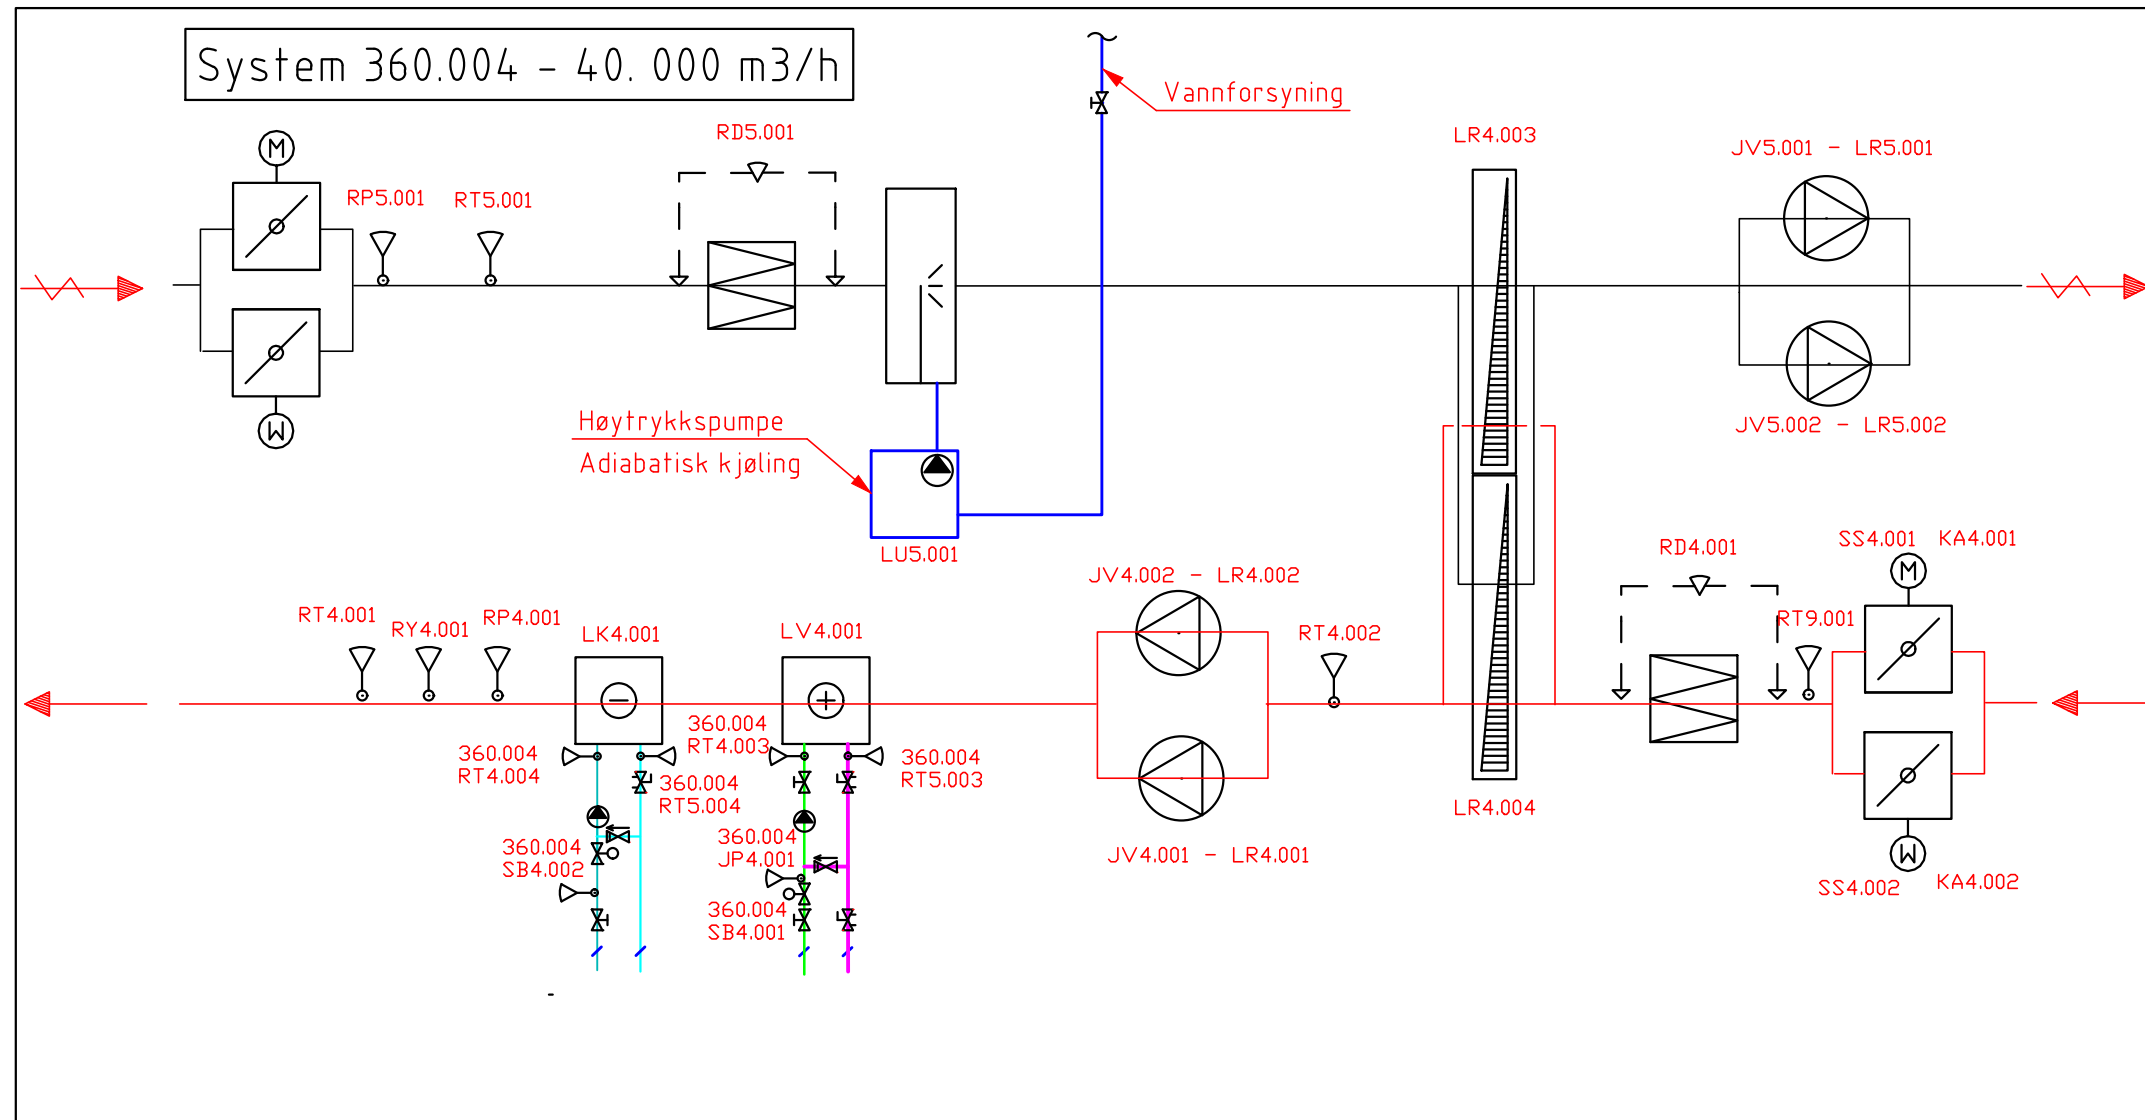 System 360.004 - 40. 000 m3/h
Vannforsyning
RD5.001
LR4.003
JV5.001 - LR5.001
M
RP5.001
RT5.001
Høytrykkspumpe
Adiabatisk kjøling
JV5.002 - LR5.002
M
LU5.001
RD4.001
SS4.001
KA4.001
M
JV4.002 - LR4.002
RT4.001
RY4.001
RP4.001
LK4.001
LV4.001
RT4.002
RT9.001
360.004
RT4.003
360.004
RT4.004
360.004
RT5.003
360.004
RT5.004
LR4.004
360.004
JP4.001
360.004
SB4.002
JV4.001 - LR4.001
M
SS4.002
KA4.002
360.004
SB4.001
-